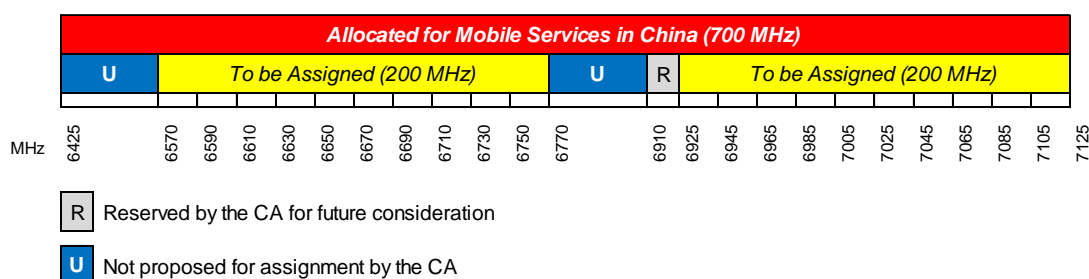 Allocated for Mobile Services in China (700 MHz)
U To be Assigned (200 MHz) U R To be Assigned (200 MHz)
MHz 6425 6570 6590 6610 6630 6650 6670 6690 6710 6730 6750 6770 6910 6925 6945 6965 6985 7005 7025 7045 7065 7085 7105 7125
R Reserved by the CA for future consideration
U Not proposed for assignment by the CA